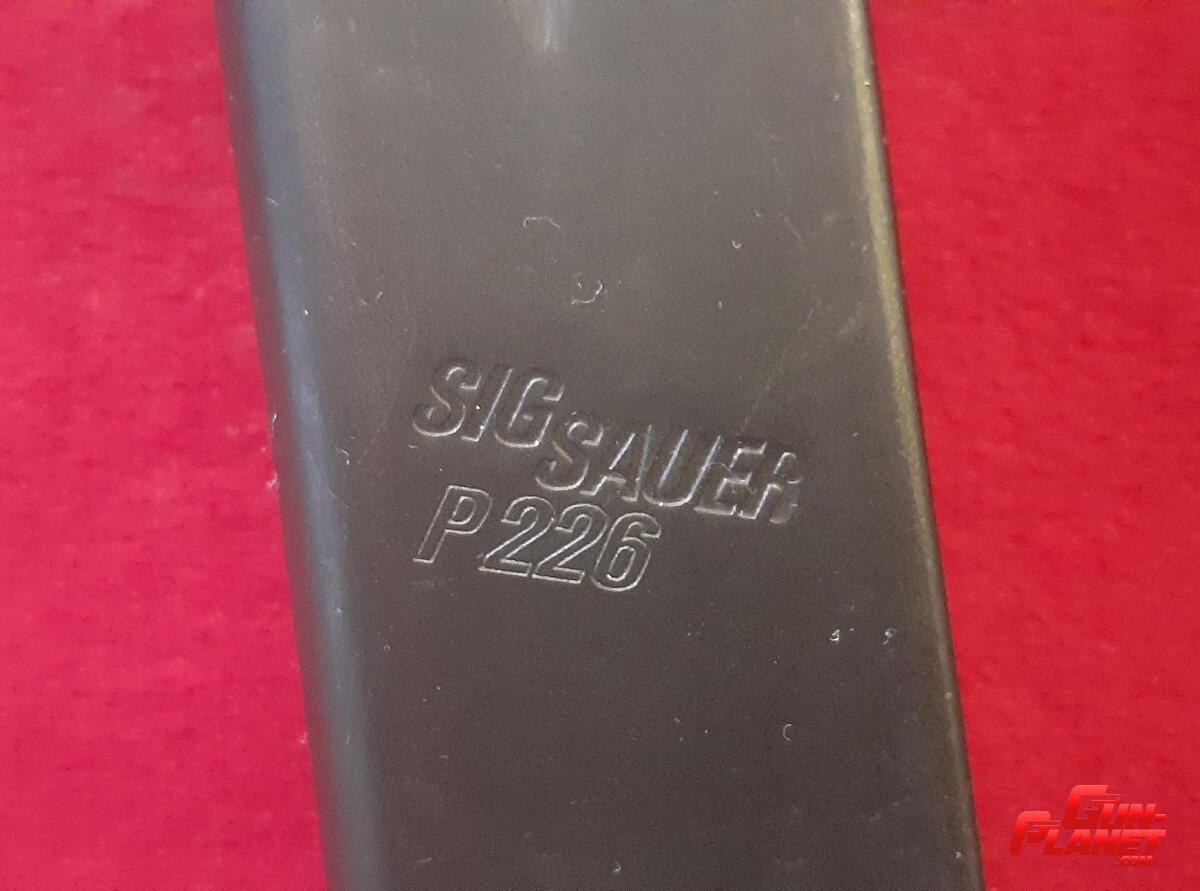 SIG
SAUER
P226
GUN-
PLANET
.COM